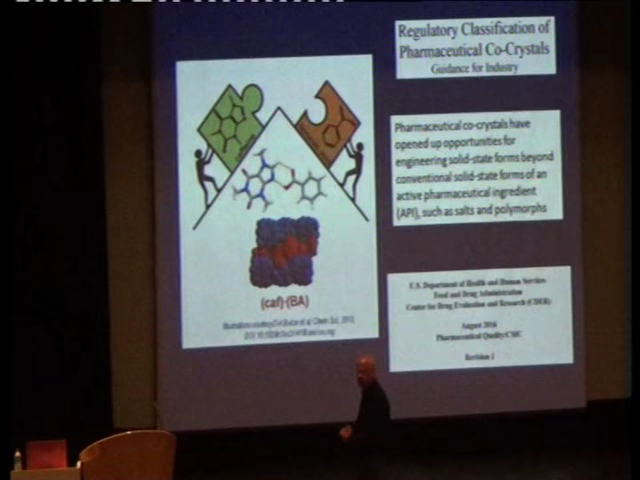 Regulatory Classification of
Pharmaceutical Co-Crystals
Guidance for Industry
Pharmaceutical co-crystals have
opened up opportunities for
engineering solid-state forms beyond
conventional solid-state forms of an
active pharmaceutical ingredient
(API), such as salts and polymorphs
(caf)·(BA)
U.S. Department of Health and Human Services
Food and Drug Administration
Center for Drug Evaluation and Research (CDER)
August 2016
Pharmaceutical Quality/CMC
Revision 1